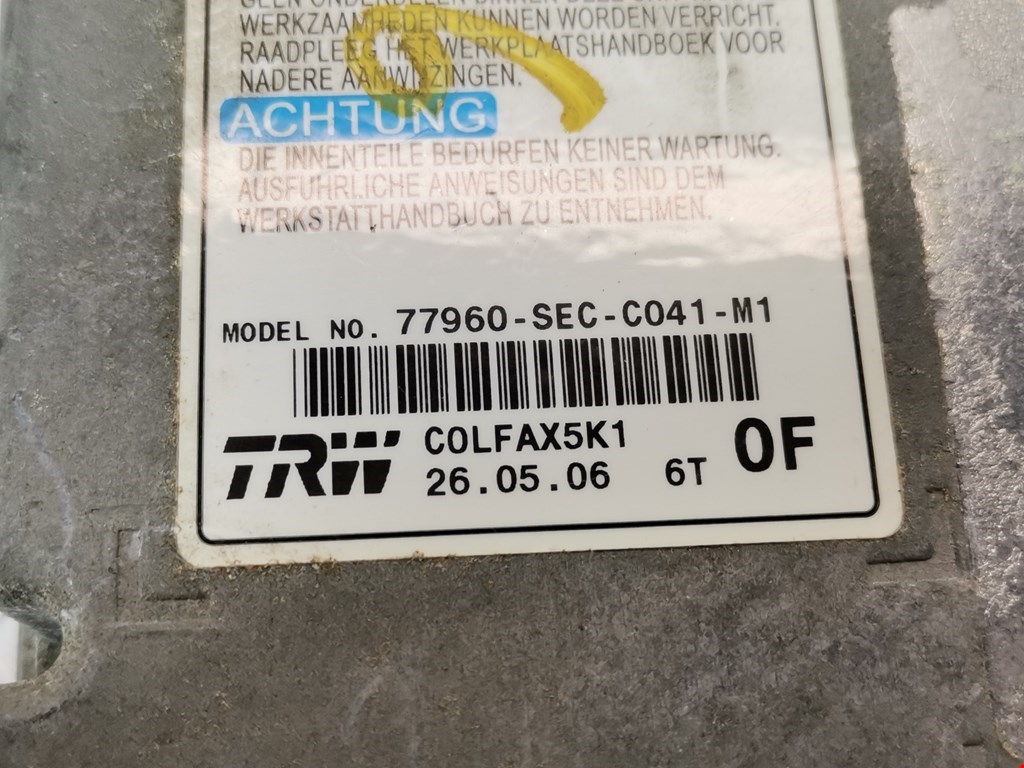 WERKZAAMHEDEN KUNNEN WORDEN VERRICHT.
RAADPLEEG HET WERKPLAATSHANDBOEK VOOR
NADERE AANWIJZINGEN.
ACHTUNG
DIE INNENTEILE BEDURFEN KEINER WARTUNG.
AUSFUHRLICHE ANWEISUNGEN SIND DEM
WERKSTATTHANDBUCH ZU ENTNEHMEN.
MODEL NO. 77960-SEC-C041-M1
TRW COLFAX5K1 0F
26.05.06 6T